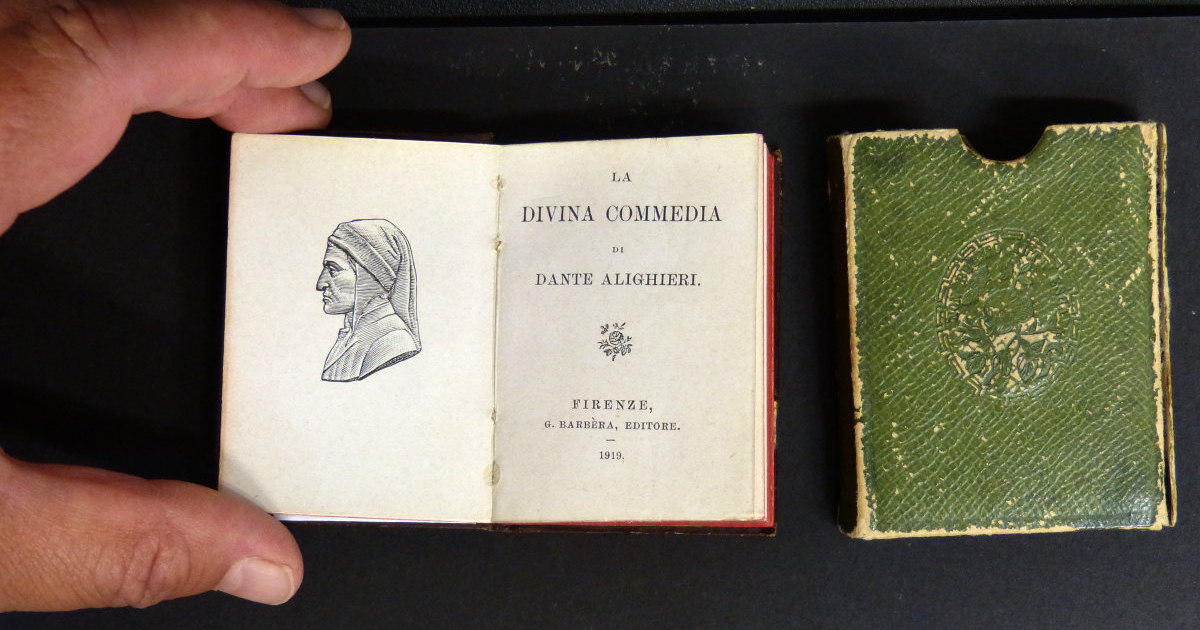 LA
DIVINA COMMEDIA
DI
DANTE ALIGHIERI.
FIRENZE,
G. BARBÈRA, EDITORE.
1919.